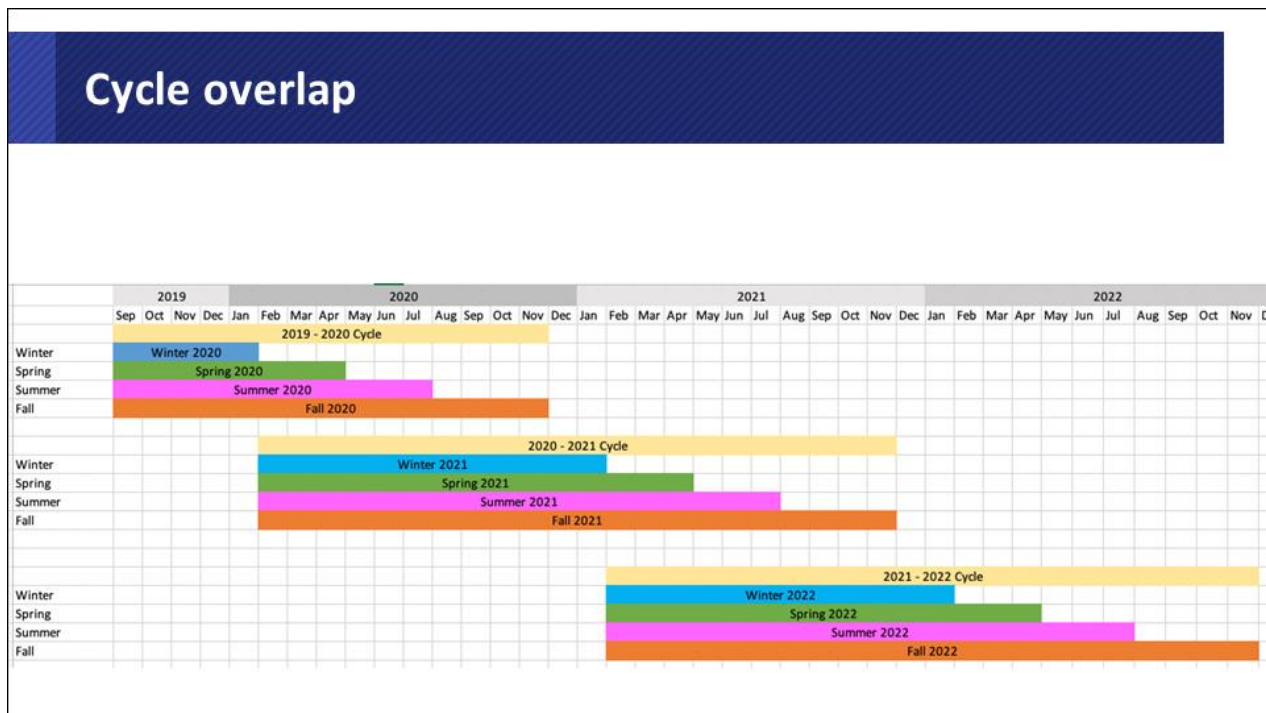 Cycle overlap
2019 2020 2021 2022
Sep Oct Nov Dec Jan Feb Mar Apr May Jun Jul Aug Sep Oct Nov Dec Jan Feb Mar Apr May Jun Jul Aug Sep Oct Nov Dec Jan Feb Mar Apr May Jun Jul Aug Sep Oct Nov
2019 - 2020 Cycle
Winter Winter 2020
Spring Spring 2020
Summer Summer 2020
Fall Fall 2020
2020 - 2021 Cycle
Winter Winter 2021
Spring Spring 2021
Summer Summer 2021
Fall Fall 2021
2021 - 2022 Cycle
Winter Winter 2022
Spring Spring 2022
Summer Summer 2022
Fall Fall 2022